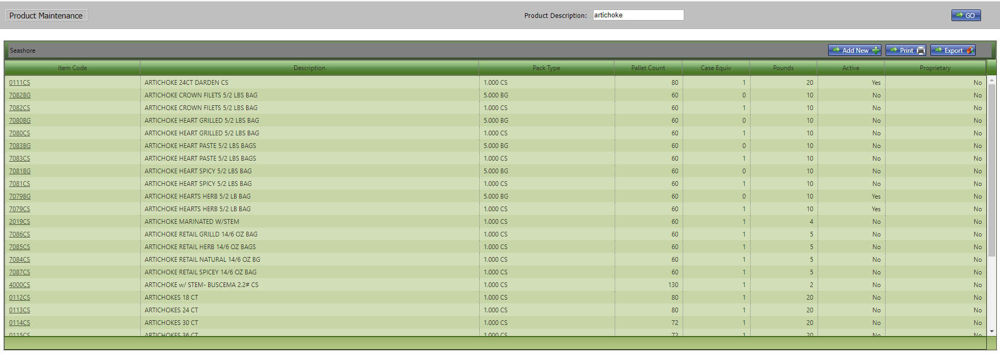 Product Maintenance Product Description: artichoke GO
Seashore Add New Print Export
Item Code Description Pack Type Pallet Count Case Equiv Pounds Active Proprietary
0111CS ARTICHOKE 24CT DARDEN CS 1.000 CS 80 1 20 Yes No
7082BG ARTICHOKE CROWN FILETS 5/2 LBS BAG 5.000 BG 60 0 10 No No
7082CS ARTICHOKE CROWN FILETS 5/2 LBS BAG 1.000 CS 60 1 10 No No
7080BG ARTICHOKE HEART GRILLED 5/2 LBS BAG 5.000 BG 60 0 10 No No
7080CS ARTICHOKE HEART GRILLED 5/2 LBS BAG 1.000 CS 60 1 10 No No
7083BG ARTICHOKE HEART PASTE 5/2 LBS BAGS 5.000 BG 60 0 10 No No
7083CS ARTICHOKE HEART PASTE 5/2 LBS BAGS 1.000 CS 60 1 10 No No
7081BG ARTICHOKE HEART SPICY 5/2 LBS BAG 5.000 BG 60 0 10 No No
7081CS ARTICHOKE HEART SPICY 5/2 LBS BAG 1.000 CS 60 1 10 No No
7079BG ARTICHOKE HEARTS HERB 5/2 LB BAG 5.000 BG 60 0 10 Yes No
7079CS ARTICHOKE HEARTS HERB 5/2 LB BAG 1.000 CS 60 1 10 Yes No
2019CS ARTICHOKE MARINATED W/STEM 1.000 CS 60 1 4 No No
7086CS ARTICHOKE RETAIL GRILLD 14/6 OZ BAG 1.000 CS 60 1 5 No No
7085CS ARTICHOKE RETAIL HERB 14/6 OZ BAGS 1.000 CS 60 1 5 No No
7084CS ARTICHOKE RETAIL NATURAL 14/6 OZ BG 1.000 CS 60 1 5 No No
7087CS ARTICHOKE RETAIL SPICEY 14/6 OZ BAG 1.000 CS 60 1 5 No No
4000CS ARTICHOKE w/ STEM- BUSCEMA 2.2# CS 1.000 CS 130 1 2 No No
0112CS ARTICHOKES 18 CT 1.000 CS 80 1 20 No No
0113CS ARTICHOKES 24 CT 1.000 CS 80 1 20 No No
0114CS ARTICHOKES 30 CT 1.000 CS 72 1 20 No No
0115CS ARTICHOKES 36 CT 1.000 CS 72 1 20 No No